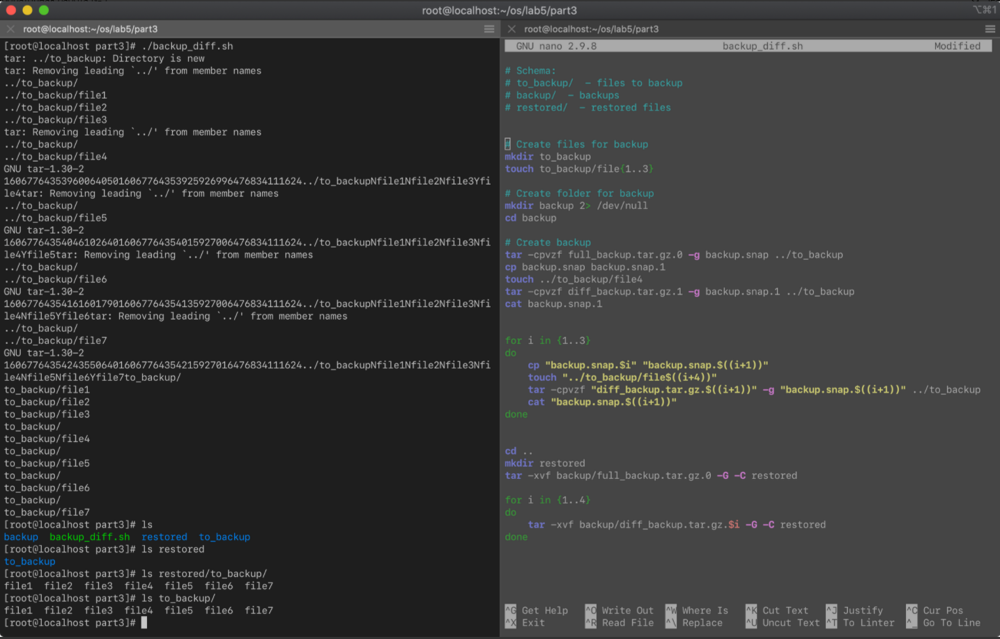 root@localhost:~/os/lab5/part3
⌥⌘1
root@localhost:~/os/lab5/part3
[root@localhost part3]# ./backup_diff.sh
tar: ../to_backup: Directory is new
tar: Removing leading `../' from member names
../to_backup/
../to_backup/file1
../to_backup/file2
../to_backup/file3
tar: Removing leading `../' from member names
../to_backup/
../to_backup/file4
GNU tar-1.30-2
1606776435396006405016067764353925926996476834111624../to_backupNfile1Nfile2Nfile3Yfi
le4tar: Removing leading `../' from member names
../to_backup/
../to_backup/file5
GNU tar-1.30-2
1606776435404610264016067764354015927006476834111624../to_backupNfile1Nfile2Nfile3Nfi
le4Yfile5tar: Removing leading `../' from member names
../to_backup/
../to_backup/file6
GNU tar-1.30-2
1606776435416160179016067764354135927006476834111624../to_backupNfile1Nfile2Nfile3Nfi
le4Nfile5Yfile6tar: Removing leading `../' from member names
../to_backup/
../to_backup/file7
GNU tar-1.30-2
1606776435424355064016067764354215927016476834111624../to_backupNfile1Nfile2Nfile3Nfi
le4Nfile5Nfile6Yfile7to_backup/
to_backup/file1
to_backup/file2
to_backup/file3
to_backup/
to_backup/file4
to_backup/
to_backup/file5
to_backup/
to_backup/file6
to_backup/
to_backup/file7
[root@localhost part3]# ls
backup  backup_diff.sh  restored  to_backup
[root@localhost part3]# ls restored
to_backup
[root@localhost part3]# ls restored/to_backup/
file1  file2  file3  file4  file5  file6  file7
[root@localhost part3]# ls to_backup/
file1  file2  file3  file4  file5  file6  file7
[root@localhost part3]#
root@localhost:~/os/lab5/part3
GNU nano 2.9.8 backup_diff.sh Modified
# Schema:
# to_backup/  - files to backup
# backup/  - backups
# restored/  - restored files
# Create files for backup
mkdir to_backup
touch to_backup/file{1..3}
# Create folder for backup
mkdir backup 2> /dev/null
cd backup
# Create backup
tar -cpvzf full_backup.tar.gz.0 -g backup.snap ../to_backup
cp backup.snap backup.snap.1
touch ../to_backup/file4
tar -cpvzf diff_backup.tar.gz.1 -g backup.snap.1 ../to_backup
cat backup.snap.1
for i in {1..3}
do
cp "backup.snap.$i" "backup.snap.$((i+1))"
touch "../to_backup/file$((i+4))"
tar -cpvzf "diff_backup.tar.gz.$((i+1))" -g "backup.snap.$((i+1))" ../to_backup
cat "backup.snap.$((i+1))"
done
cd ..
mkdir restored
tar -xvf backup/full_backup.tar.gz.0 -G -C restored
for i in {1..4}
do
tar -xvf backup/diff_backup.tar.gz.$i -G -C restored
done
^G Get Help ^O Write Out ^W Where Is ^K Cut Text ^J Justify ^C Cur Pos
^X Exit ^R Read File ^\ Replace ^U Uncut Text ^T To Linter ^_ Go To Line